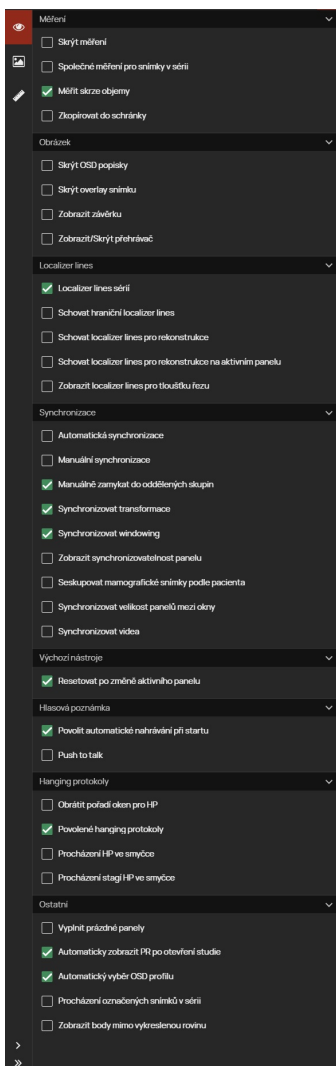 Měření
Skrýt měření
Společné měření pro snímky v sérii
Měřit skrze objemy
Zkopírovat do schránky
Obrázek
Skrýt OSD popisky
Skrýt overlay snímku
Zobrazit závěrku
Zobrazit/Skrýt přehrávač
Localizer lines
Localizer lines sérií
Schovat hraniční localizer lines
Schovat localizer lines pro rekonstrukce
Schovat localizer lines pro rekonstrukce na aktivním panelu
Zobrazit localizer lines pro tloušťku řezu
Synchronizace
Automatická synchronizace
Manuální synchronizace
Manuálně zamykat do oddělených skupin
Synchronizovat transformace
Synchronizovat windowing
Zobrazit synchronizovatelnost panelu
Seskupovat mamografické snímky podle pacienta
Synchronizovat velikost panelů mezi okny
Synchronizovat videa
Výchozí nástroje
Resetovat po změně aktivního panelu
Hlasová poznámka
Povolit automatické nahrávání při startu
Push to talk
Hanging protokoly
Obrátit pořadí oken pro HP
Povolené hanging protokoly
Procházení HP ve smyčce
Procházení stagí HP ve smyčce
Ostatní
Vyplnit prázdné panely
Automaticky zobrazit PR po otevření studie
Automatický výběr OSD profilu
Procházení označených snímků v sérii
Zobrazit body mimo vykreslenou rovinu